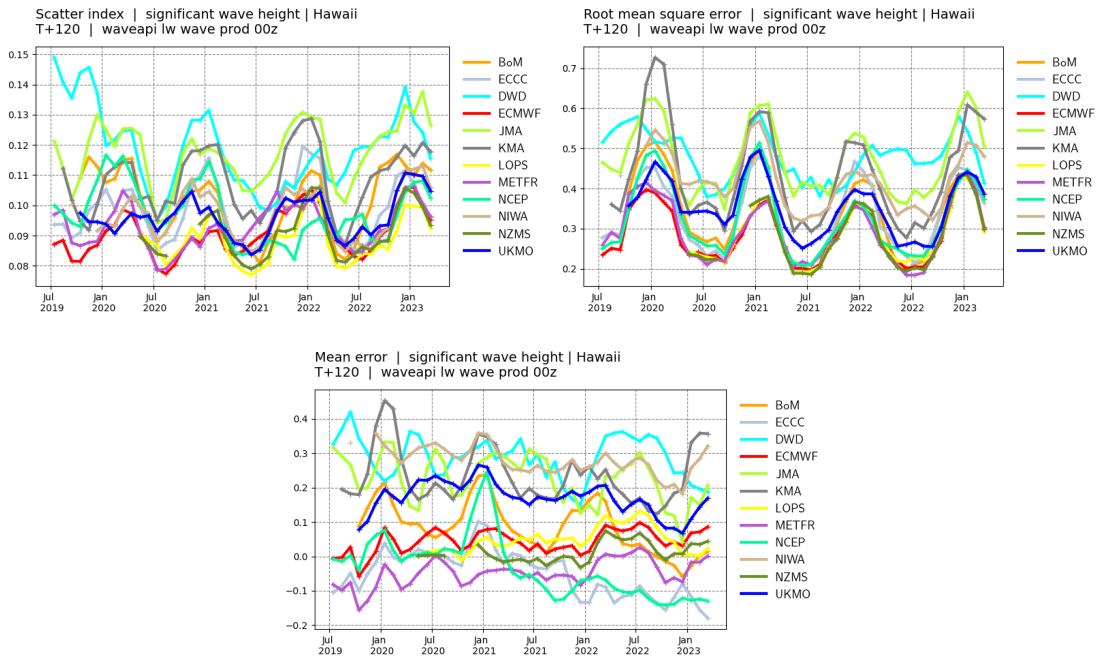 Scatter index | significant wave height | Hawaii
T+120 | waveapi lw wave prod 00z
0.15
0.14
0.13
0.12
0.11
0.10
0.09
0.08
Jul
2019
Jan
2020
Jul
2020
Jan
2021
Jul
2021
Jan
2022
Jul
2022
Jan
2023
BoM
ECCC
DWD
ECMWF
JMA
KMA
LOPS
METFR
NCEP
NIWA
NZMS
UKMO
Root mean square error | significant wave height | Hawaii
T+120 | waveapi lw wave prod 00z
0.7
0.6
0.5
0.4
0.3
0.2
Jul
2019
Jan
2020
Jul
2020
Jan
2021
Jul
2021
Jan
2022
Jul
2022
Jan
2023
BoM
ECCC
DWD
ECMWF
JMA
KMA
LOPS
METFR
NCEP
NIWA
NZMS
UKMO
Mean error | significant wave height | Hawaii
T+120 | waveapi lw wave prod 00z
0.4
0.3
0.2
0.1
0.0
−0.1
−0.2
Jul
2019
Jan
2020
Jul
2020
Jan
2021
Jul
2021
Jan
2022
Jul
2022
Jan
2023
BoM
ECCC
DWD
ECMWF
JMA
KMA
LOPS
METFR
NCEP
NIWA
NZMS
UKMO